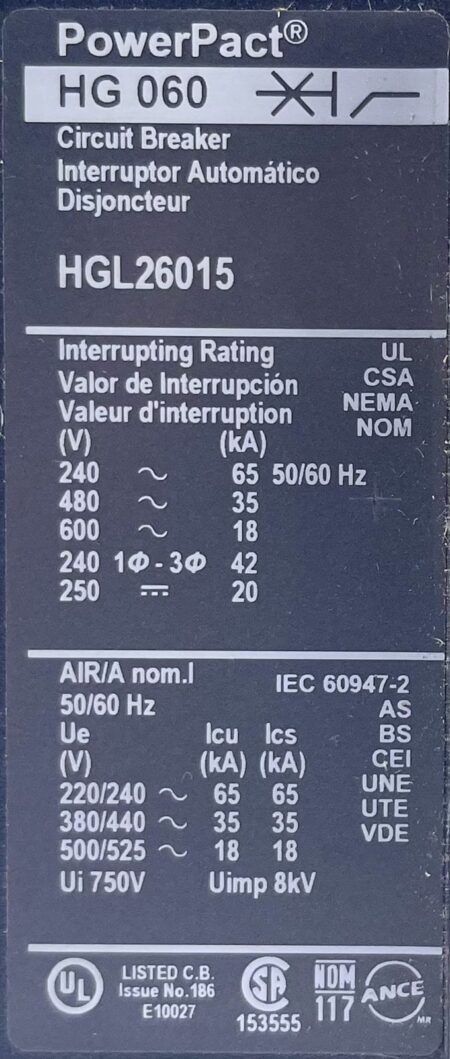 PowerPact®
HG 060
Circuit Breaker
Interruptor Automático
Disjoncteur
HGL26015
Interrupting Rating UL
Valor de Interrupción CSA
Valeur d'interruption NEMA
(V) (kA) NOM
240 ~ 65 50/60 Hz
480 ~ 35
600 ~ 18
240 1Φ - 3Φ 42
250 ⎓ 20
AIR/A nom.I IEC 60947-2
50/60 Hz AS
Ue Icu Ics BS
(V) (kA) (kA) CEI
220/240 ~ 65 65 UNE
380/440 ~ 35 35 UTE
500/525 ~ 18 18 VDE
Ui 750V Uimp 8kV
UL LISTED C.B. SA NOM ANCE
Issue No.186 117 MR
E10027 153555